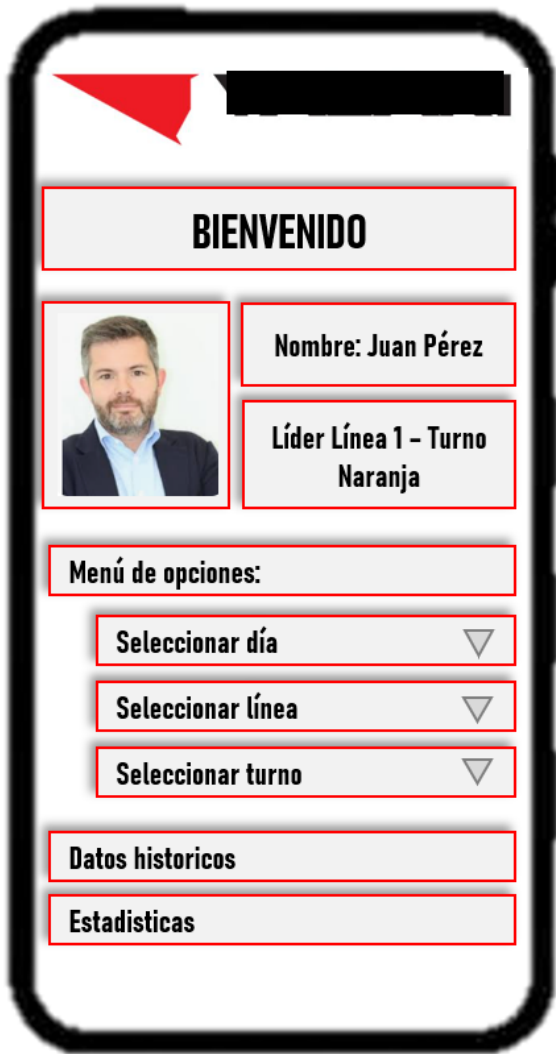 BIENVENIDO
Nombre: Juan Pérez
Líder Línea 1 - Turno
Naranja
Menú de opciones:
Seleccionar día
Seleccionar línea
Seleccionar turno
Datos historicos
Estadisticas